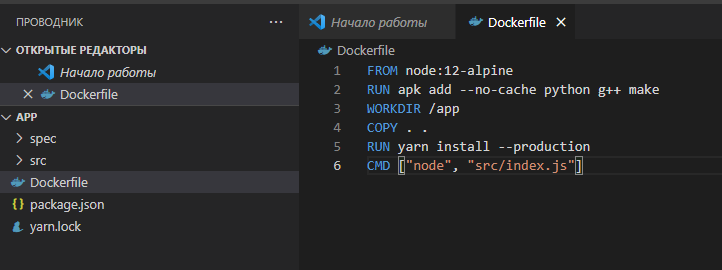 ПРОВОДНИК
ОТКРЫТЫЕ РЕДАКТОРЫ
Начало работы
Dockerfile
APP
spec
src
Dockerfile
package.json
yarn.lock
Начало работы
Dockerfile
Dockerfile
1 FROM node:12-alpine
2 RUN apk add --no-cache python g++ make
3 WORKDIR /app
4 COPY . .
5 RUN yarn install --production
6 CMD ["node", "src/index.js"]